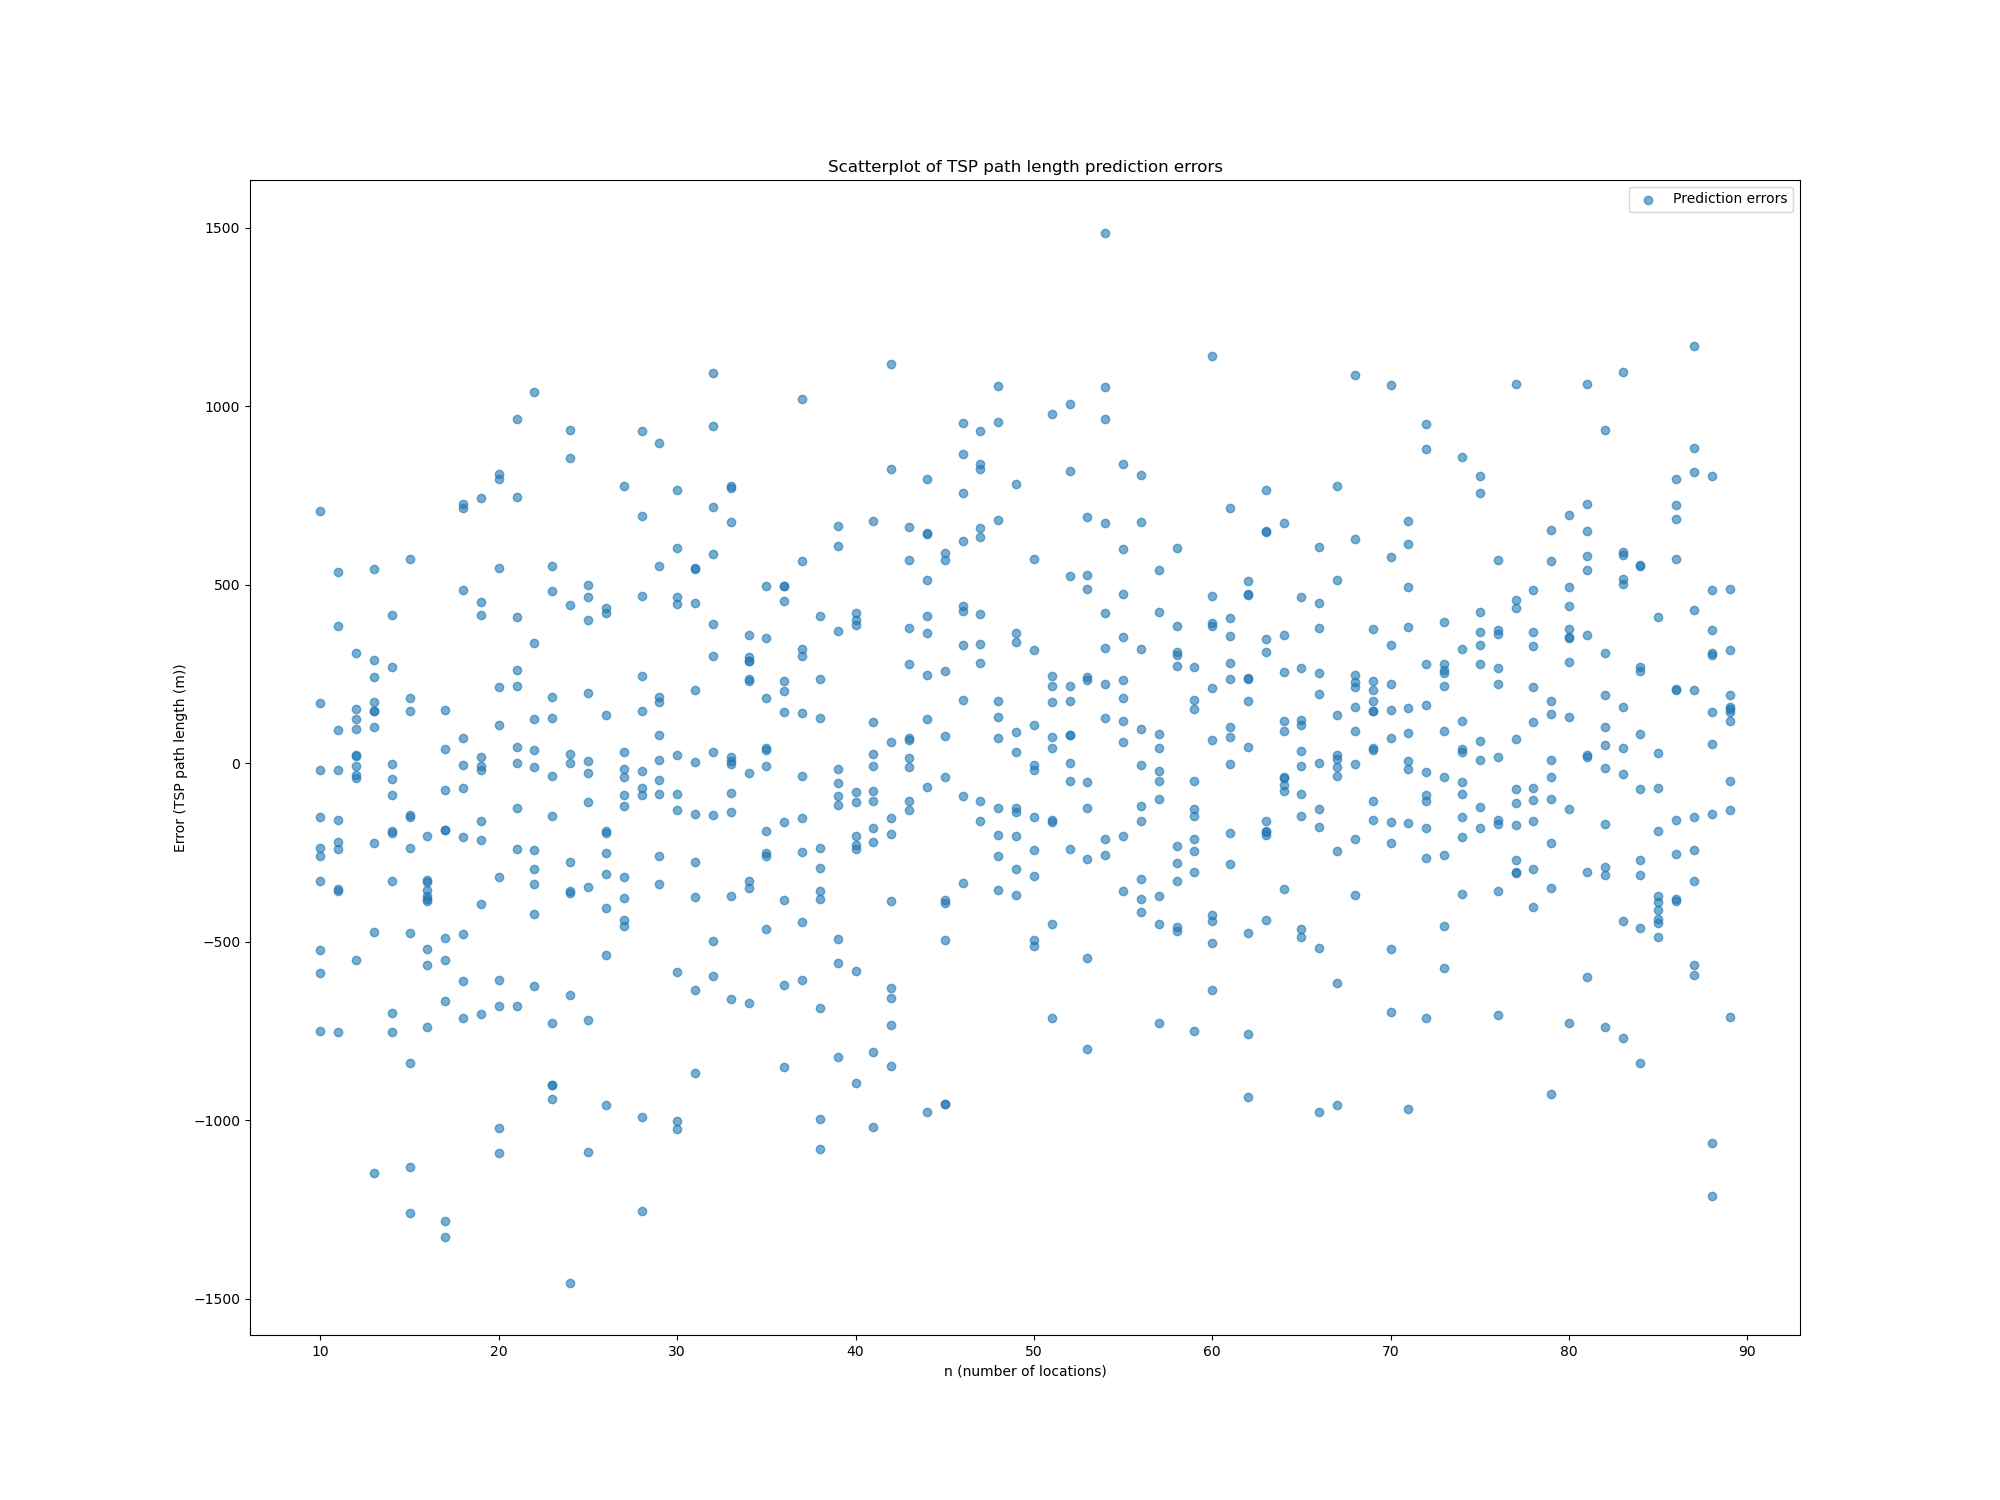 Scatterplot of TSP path length prediction errors
Prediction errors
1500
1000
500
0
−500
−1000
−1500
Error (TSP path length (m))
10 20 30 40 50 60 70 80 90
n (number of locations)